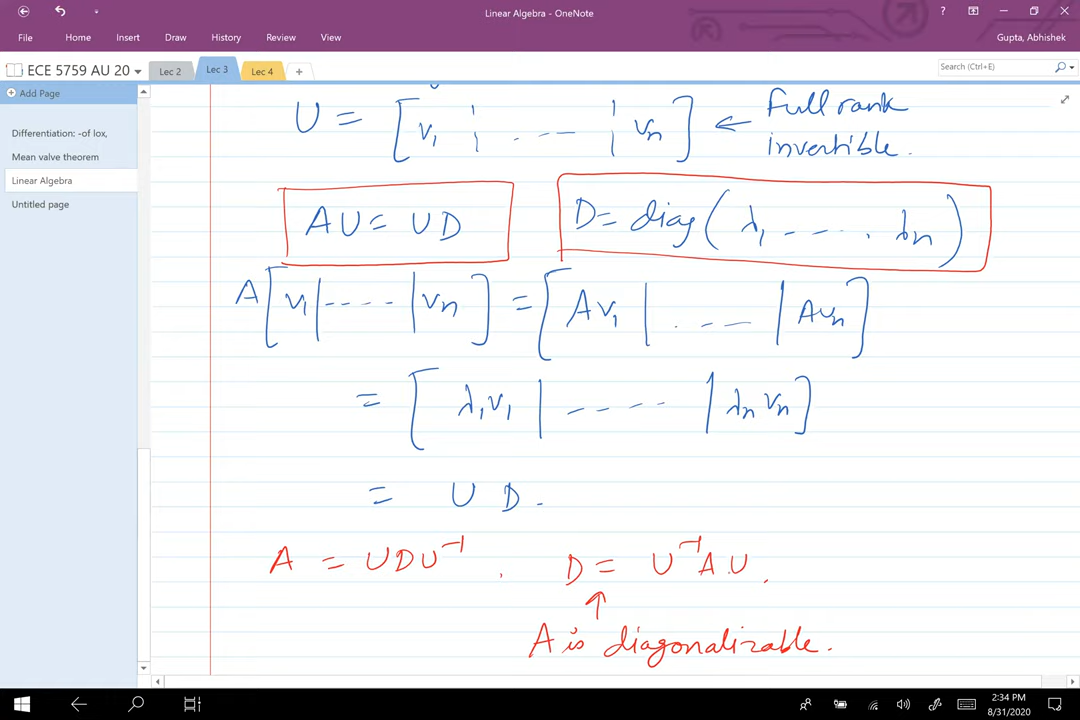 Linear Algebra - OneNote
File Home Insert Draw History Review View
Gupta, Abhishek
ECE 5759 AU 20 Lec 2 Lec 3 Lec 4
Search (Ctrl+E)
Add Page
Differentiation: -of lox,
Mean value theorem
Linear Algebra
Untitled page
U = [v₁ | . - - - | vₙ] ← Full rank
invertible.
AU = UD D = diag(λ₁ - - - . λₙ)
A[v₁ | - - - - | vₙ] = [Av₁ | . - - - | Avₙ]
= [λ₁v₁ | - - - - - | λₙvₙ]
= U D.
A = UDU⁻¹. D = U⁻¹AU.
↑
A is diagonalizable.
2:34 PM
8/31/2020